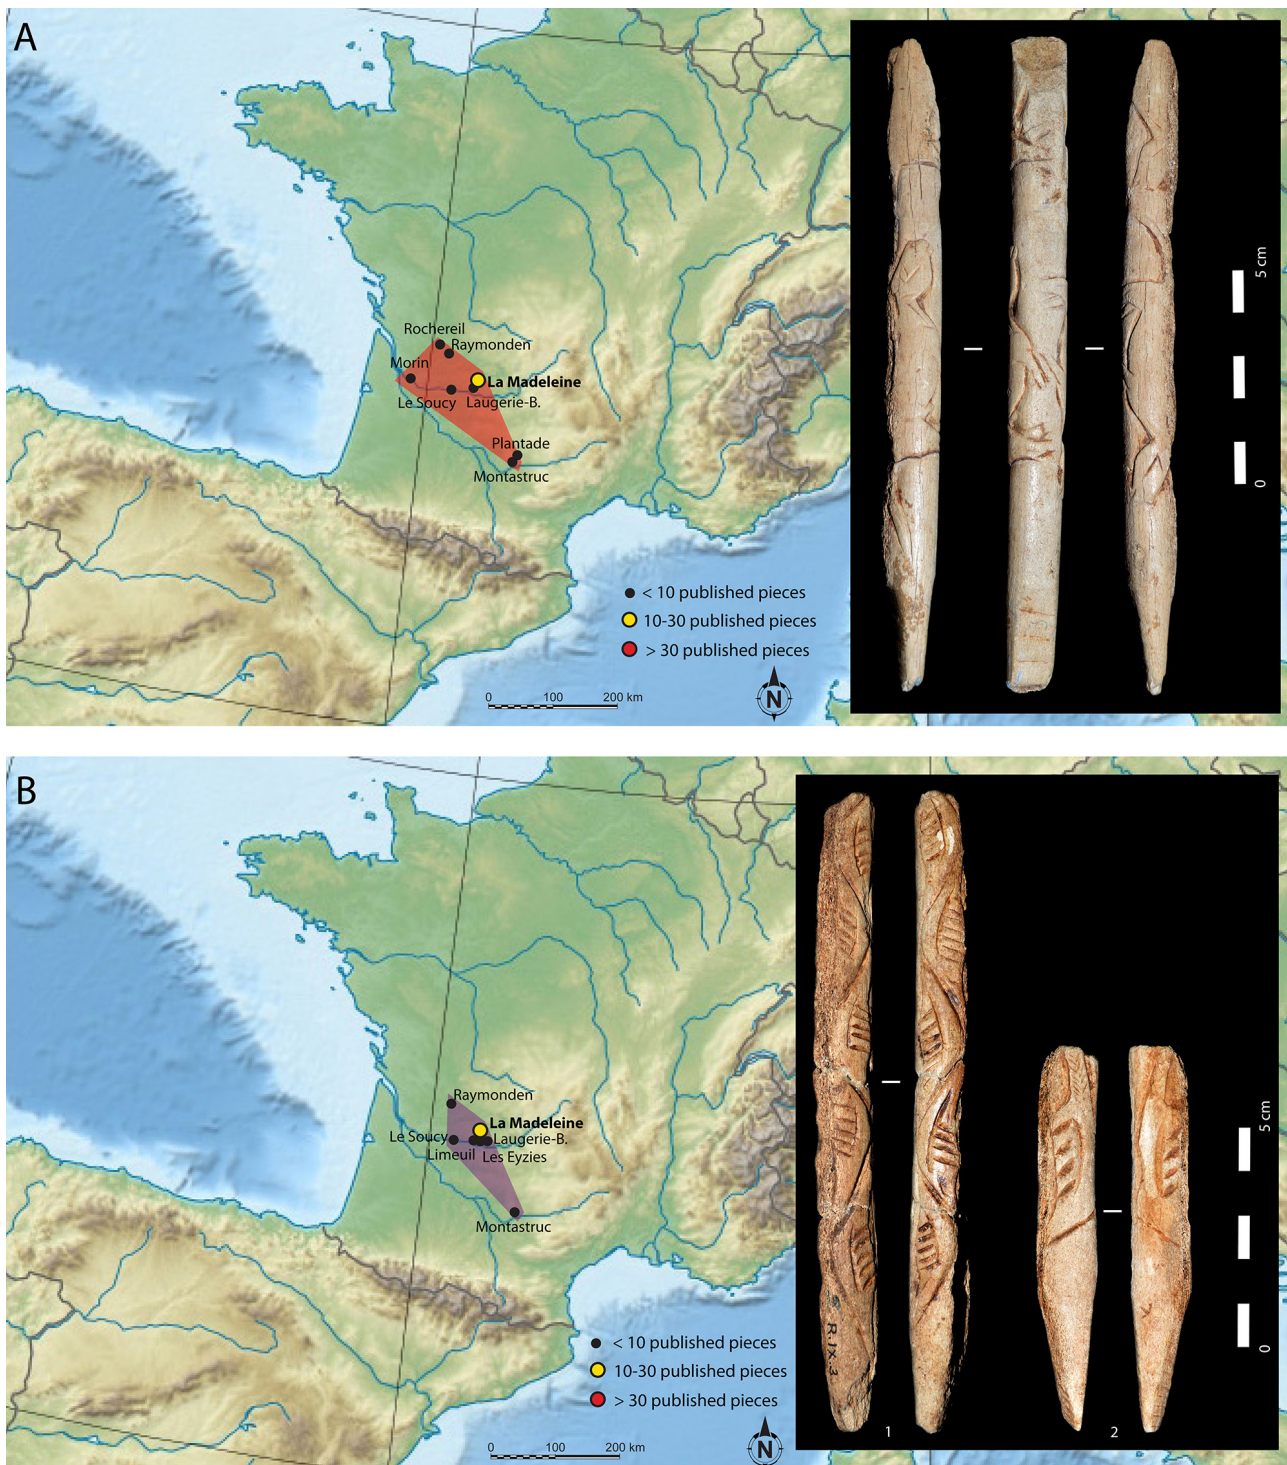 A
Rochereil
Raymonden
Morin
La Madeleine
Le Soucy
Laugerie-B.
Plantade
Montastruc
< 10 published pieces
10-30 published pieces
> 30 published pieces
0 100 200 km
N
5 cm
0
B
Raymonden
La Madeleine
Le Soucy
Laugerie-B.
Limeuil
Les Eyzies
Montastruc
< 10 published pieces
10-30 published pieces
> 30 published pieces
0 100 200 km
N
R.IX.3
1
2
5 cm
0